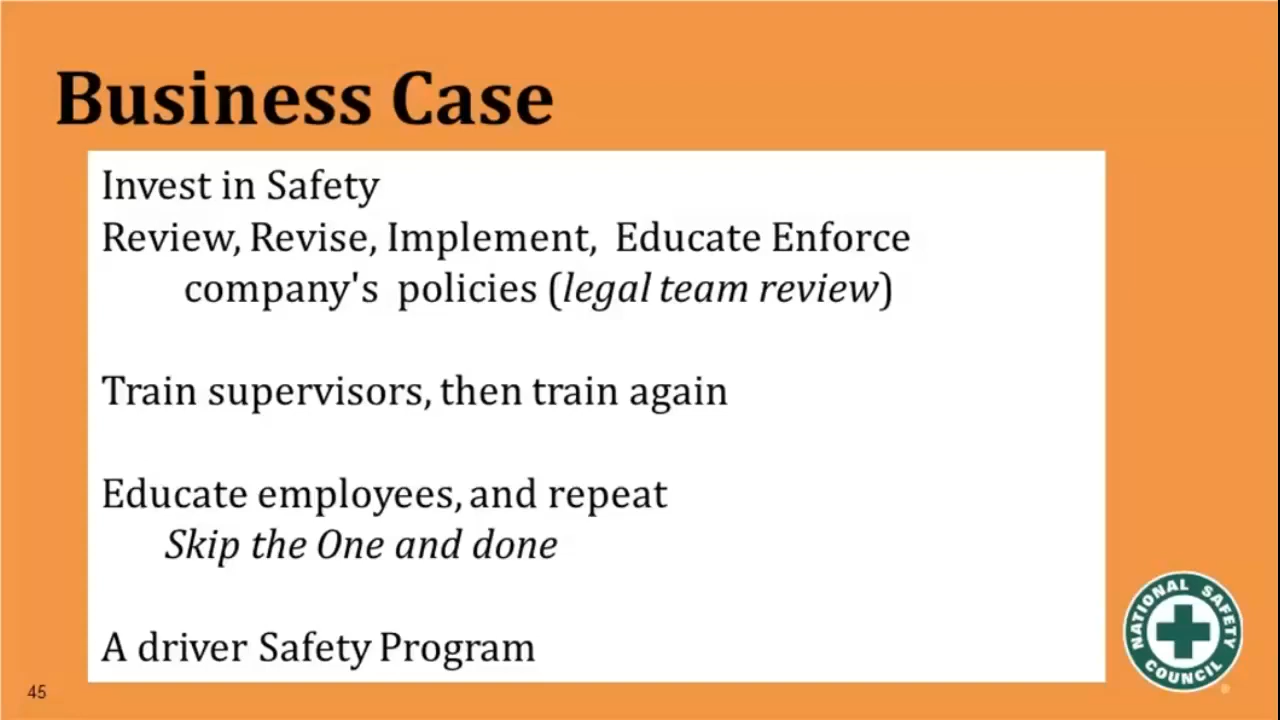 Business Case
Invest in Safety
Review, Revise, Implement, Educate Enforce
company's policies (legal team review)
Train supervisors, then train again
Educate employees, and repeat
Skip the One and done
A driver Safety Program
45
NATIONAL SAFETY
COUNCIL